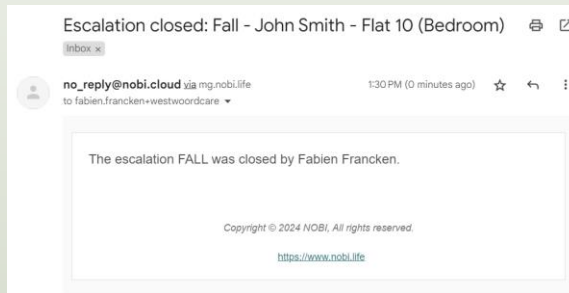 Escalation closed: Fall - John Smith - Flat 10 (Bedroom)
Inbox ×
no_reply@nobi.cloud via mg.nobi.life
1:30 PM (0 minutes ago)
to fabien.francken+westwoordcare
The escalation FALL was closed by Fabien Francken.
Copyright © 2024 NOBI, All rights reserved.
https://www.nobi.life